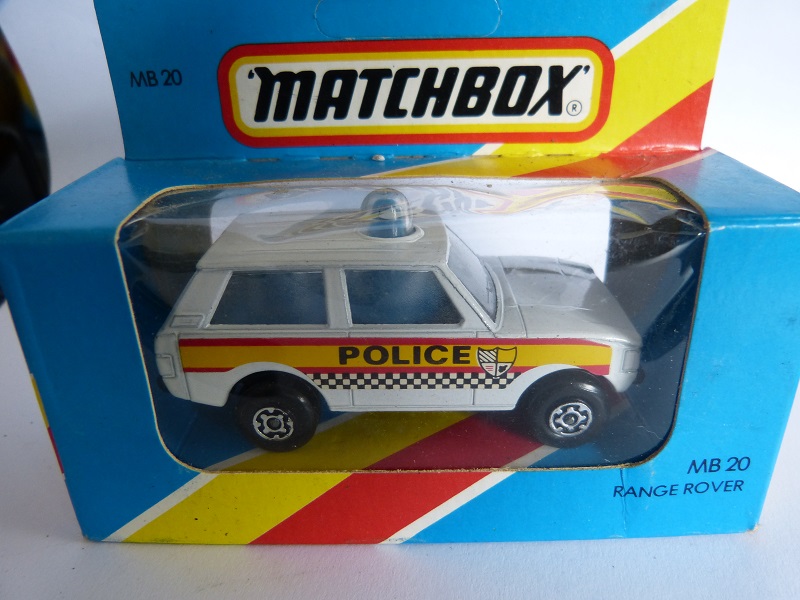 MB 20
'MATCHBOX'®
POLICE
MB 20
RANGE ROVER